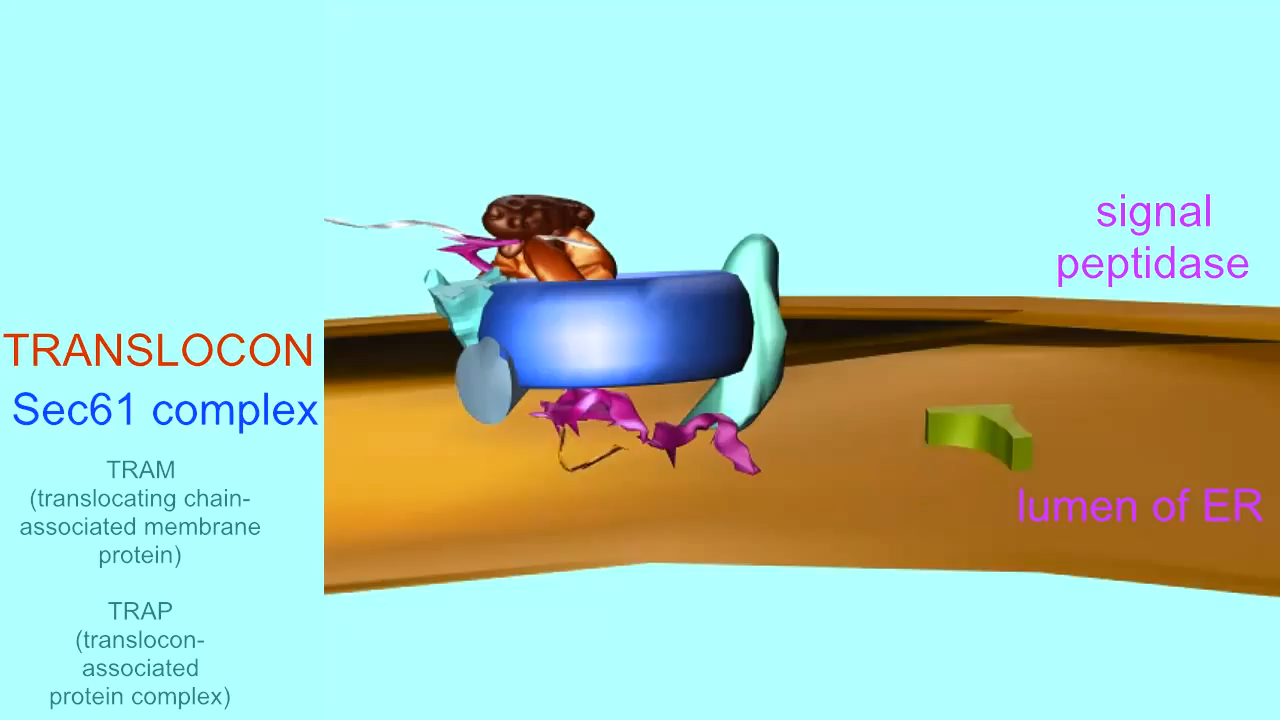 TRANSLOCON
Sec61 complex
TRAM
(translocating chain-
associated membrane
protein)
TRAP
(translocon-
associated
protein complex)
signal
peptidase
lumen of ER